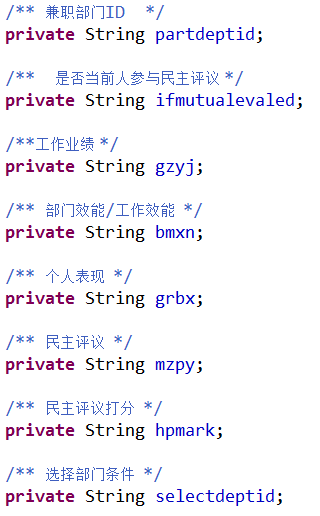 /** 兼职部门ID  */
private String partdeptid;
/**  是否当前人参与民主评议 */
private String ifmutualevaled;
/**工作业绩 */
private String gzyj;
/** 部门效能/工作效能 */
private String bmxn;
/** 个人表现 */
private String grbx;
/** 民主评议 */
private String mzpy;
/** 民主评议打分 */
private String hpmark;
/** 选择部门条件 */
private String selectdeptid;